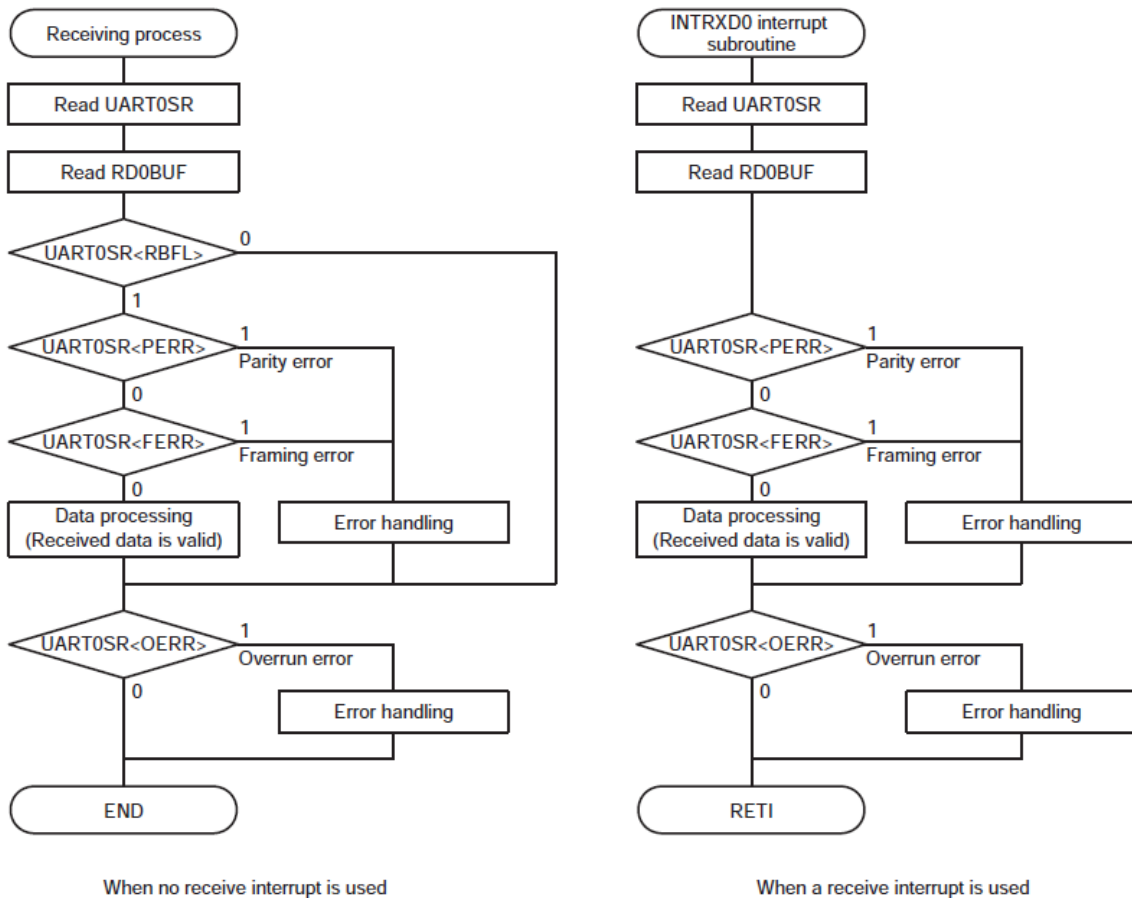 Receiving process
Read UART0SR
Read RD0BUF
UART0SR<RBFL>
0
1
UART0SR<PERR>
1
Parity error
0
UART0SR<FERR>
1
Framing error
0
Data processing
(Received data is valid)
Error handling
UART0SR<OERR>
1
Overrun error
0
Error handling
END
When no receive interrupt is used
INTRXD0 interrupt
subroutine
Read UART0SR
Read RD0BUF
UART0SR<PERR>
1
Parity error
0
UART0SR<FERR>
1
Framing error
0
Data processing
(Received data is valid)
Error handling
UART0SR<OERR>
1
Overrun error
0
Error handling
RETI
When a receive interrupt is used